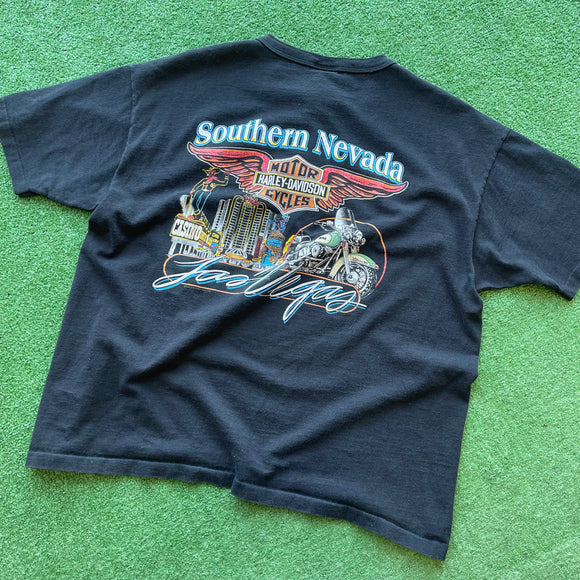 Southern Nevada
MOTOR
HARLEY-DAVIDSON
CYCLES
CASINO
Las Vegas